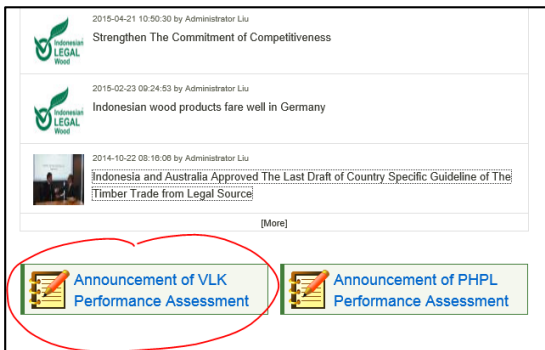 2015-04-21 10:50:30 by Administrator Liu
Strengthen The Commitment of Competitiveness
Indonesian
LEGAL
Wood
2015-02-23 09:24:53 by Administrator Liu
Indonesian wood products fare well in Germany
Indonesian
LEGAL
Wood
2014-10-22 08:16:06 by Administrator Liu
Indonesia and Australia Approved The Last Draft of Country Specific Guideline of The
Timber Trade from Legal Source
[More]
Announcement of VLK
Performance Assessment
Announcement of PHPL
Performance Assessment